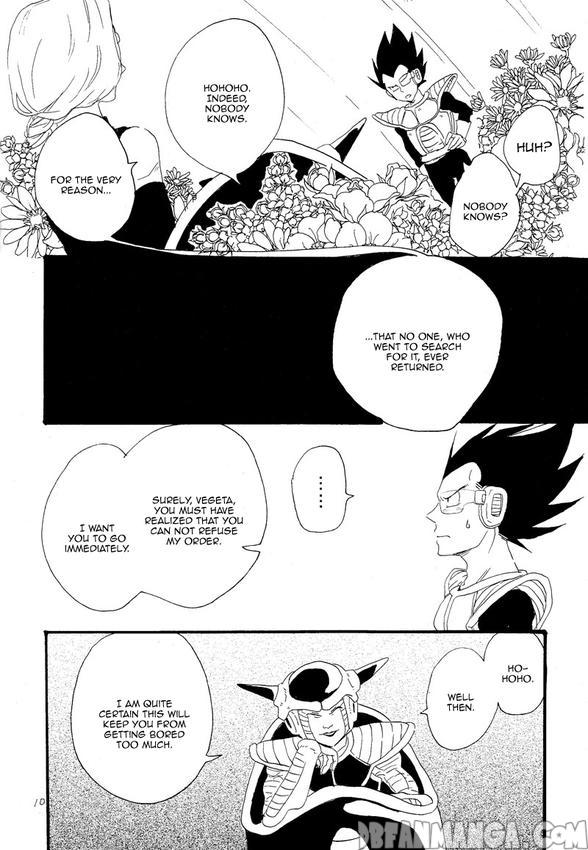 HUH?
NOBODY
KNOWS?
HOHOHO.
INDEED,
NOBODY
KNOWS.
FOR THE VERY
REASON...
...THAT NO ONE, WHO
WENT TO SEARCH
FOR IT, EVER
RETURNED.
......
SURELY, VEGETA,
YOU MUST HAVE
REALIZED THAT YOU
CAN NOT REFUSE
MY ORDER.
I WANT
YOU TO GO
IMMEDIATELY.
HO-
HOHO.
WELL
THEN.
I AM QUITE
CERTAIN THIS WILL
KEEP YOU FROM
GETTING BORED
TOO MUCH.
10
DBFANMANGA.COM